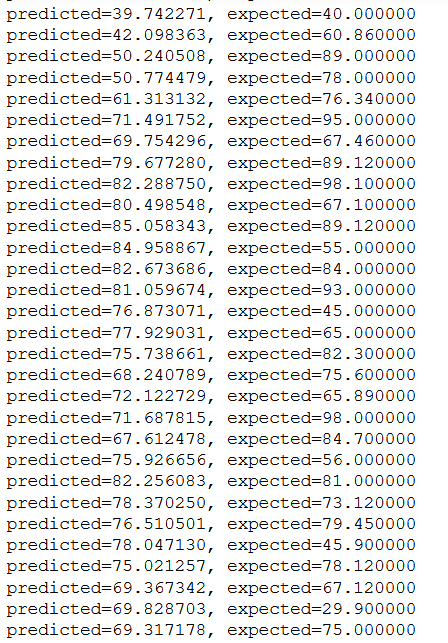 predicted=39.742271, expected=40.000000
predicted=42.098363, expected=60.860000
predicted=50.240508, expected=89.000000
predicted=50.774479, expected=78.000000
predicted=61.313132, expected=76.340000
predicted=71.491752, expected=95.000000
predicted=69.754296, expected=67.460000
predicted=79.677280, expected=89.120000
predicted=82.288750, expected=98.100000
predicted=80.498548, expected=67.100000
predicted=85.058343, expected=89.120000
predicted=84.958867, expected=55.000000
predicted=82.673686, expected=84.000000
predicted=81.059674, expected=93.000000
predicted=76.873071, expected=45.000000
predicted=77.929031, expected=65.000000
predicted=75.738661, expected=82.300000
predicted=68.240789, expected=75.600000
predicted=72.122729, expected=65.890000
predicted=71.687815, expected=98.000000
predicted=67.612478, expected=84.700000
predicted=75.926656, expected=56.000000
predicted=82.256083, expected=81.000000
predicted=78.370250, expected=73.120000
predicted=76.510501, expected=79.450000
predicted=78.047130, expected=45.900000
predicted=75.021257, expected=78.120000
predicted=69.367342, expected=67.120000
predicted=69.828703, expected=29.900000
predicted=69.317178, expected=75.000000